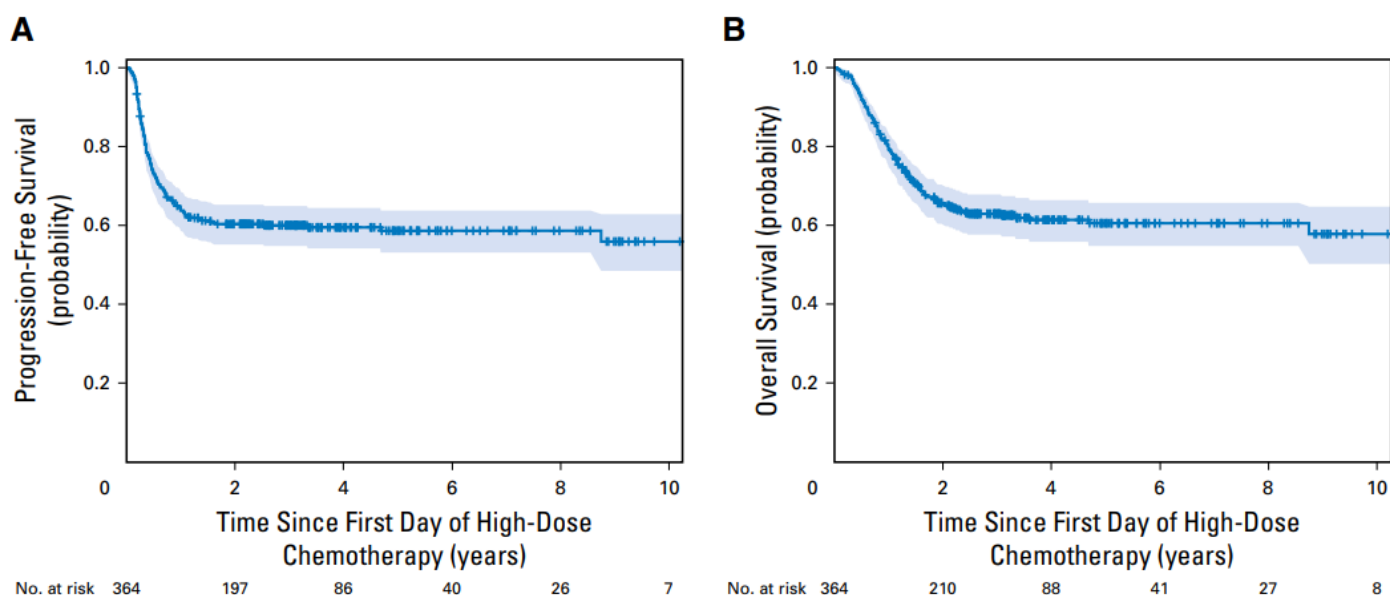 A
Progression-Free Survival
(probability)
1.0
0.8
0.6
0.4
0.2
0 2 4 6 8 10
Time Since First Day of High-Dose
Chemotherapy (years)
No. at risk 364 197 86 40 26 7
B
Overall Survival (probability)
1.0
0.8
0.6
0.4
0.2
0 2 4 6 8 10
Time Since First Day of High-Dose
Chemotherapy (years)
No. at risk 364 210 88 41 27 8